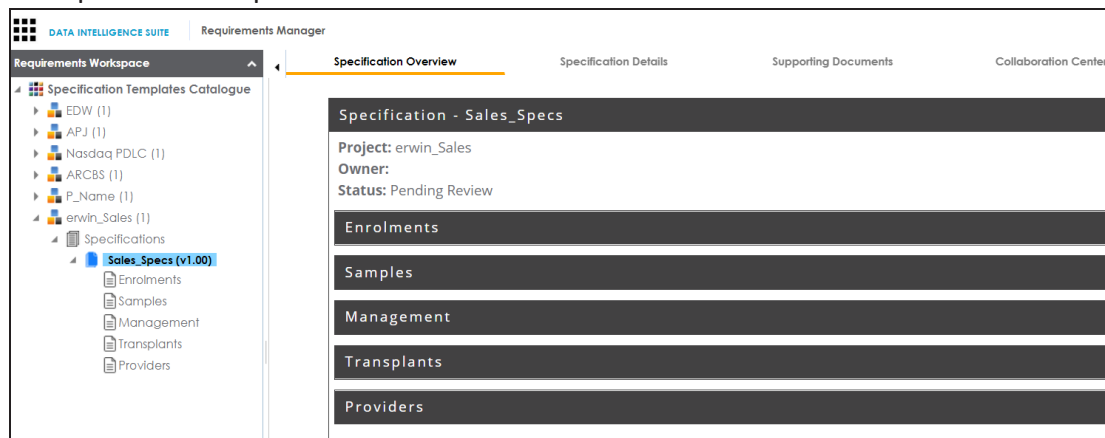 DATA INTELLIGENCE SUITE Requirements Manager
Requirements Workspace
Specification Templates Catalogue
EDW (1)
APJ (1)
Nasdaq PDLC (1)
ARCBS (1)
P_Name (1)
erwin_Sales (1)
Specifications
Sales_Specs (v1.00)
Enrolments
Samples
Management
Transplants
Providers
Specification Overview Specification Details Supporting Documents Collaboration Center
Specification - Sales_Specs
Project: erwin_Sales
Owner:
Status: Pending Review
Enrolments
Samples
Management
Transplants
Providers